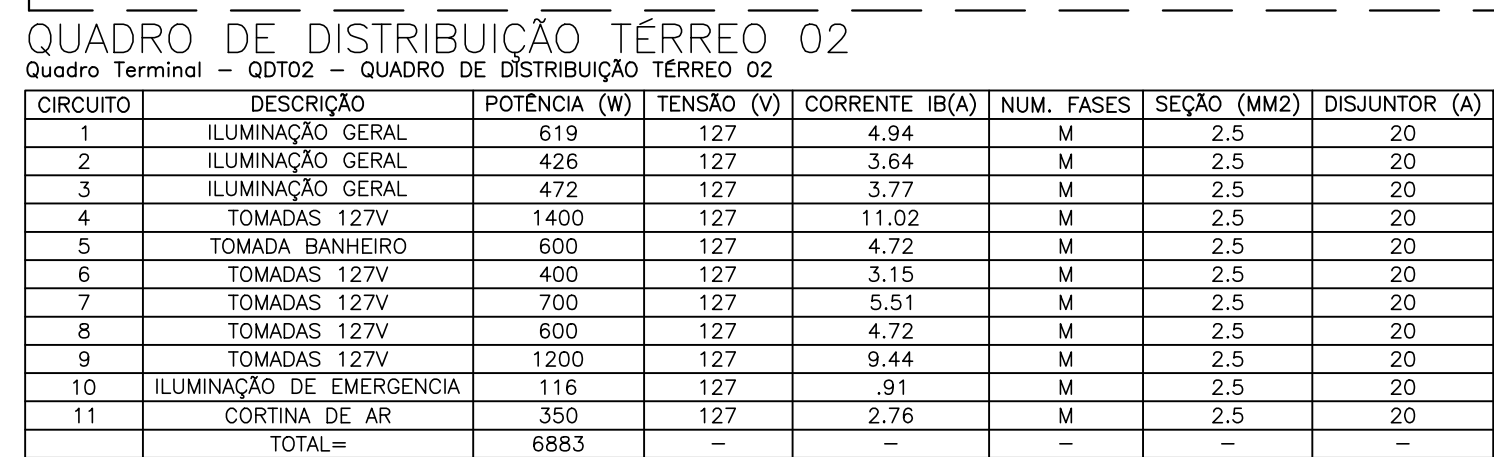 QUADRO DE DISTRIBUIÇÃO TÉRREO 02
Quadro Terminal – QDT02 – QUADRO DE DISTRIBUIÇÃO TÉRREO 02
CIRCUITO DESCRIÇÃO POTÊNCIA (W) TENSÃO (V) CORRENTE IB(A) NUM. FASES SEÇÃO (MM2) DISJUNTOR (A)
1 ILUMINAÇÃO GERAL 619 127 4.94 M 2.5 20
2 ILUMINAÇÃO GERAL 426 127 3.64 M 2.5 20
3 ILUMINAÇÃO GERAL 472 127 3.77 M 2.5 20
4 TOMADAS 127V 1400 127 11.02 M 2.5 20
5 TOMADA BANHEIRO 600 127 4.72 M 2.5 20
6 TOMADAS 127V 400 127 3.15 M 2.5 20
7 TOMADAS 127V 700 127 5.51 M 2.5 20
8 TOMADAS 127V 600 127 4.72 M 2.5 20
9 TOMADAS 127V 1200 127 9.44 M 2.5 20
10 ILUMINAÇÃO DE EMERGENCIA 116 127 .91 M 2.5 20
11 CORTINA DE AR 350 127 2.76 M 2.5 20
TOTAL= 6883 – – – – –